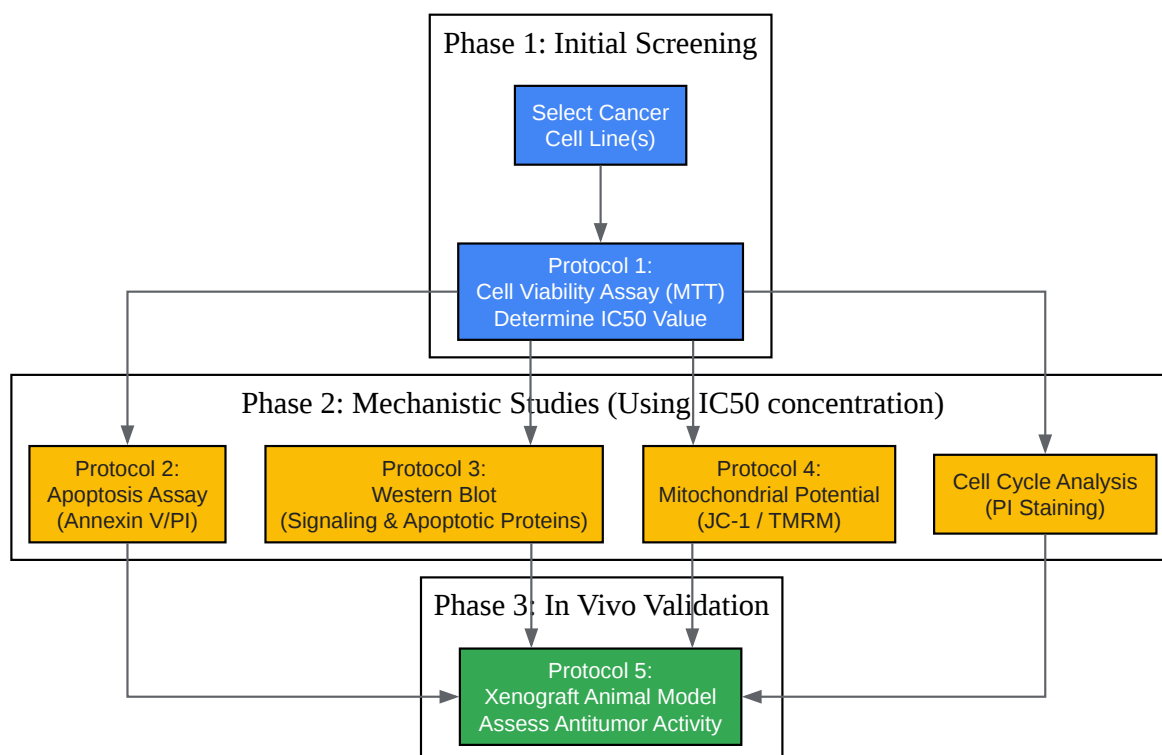 Phase 1: Initial Screening
Select Cancer
Cell Line(s)
Protocol 1:
Cell Viability Assay (MTT)
Determine IC50 Value
Phase 2: Mechanistic Studies (Using IC50 concentration)
Protocol 2:
Apoptosis Assay
(Annexin V/PI)
Protocol 3:
Western Blot
(Signaling & Apoptotic Proteins)
Protocol 4:
Mitochondrial Potential
(JC-1 / TMRM)
Cell Cycle Analysis
(PI Staining)
Phase 3: In Vivo Validation
Protocol 5:
Xenograft Animal Model
Assess Antitumor Activity